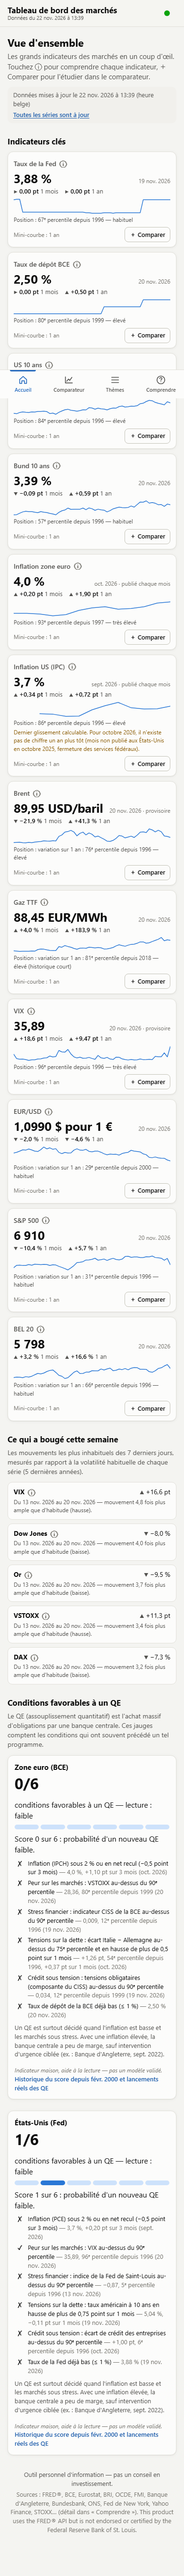 Tableau de bord des marchés
Données du 22 nov. 2026 à 13:39
Vue d'ensemble
Les grands indicateurs des marchés en un coup d'œil.
Touchez ⓘ pour comprendre chaque indicateur, +
Comparer pour l'étudier dans le comparateur.
Données mises à jour le 22 nov. 2026 à 13:39 (heure
belge)
Toutes les séries sont à jour
Indicateurs clés
Taux de la Fed ⓘ
3,88 % 19 nov. 2026
▸ 0,00 pt 1 mois ▸ 0,00 pt 1 an
Position : 67ᵉ percentile depuis 1996 — habituel
Mini-courbe : 1 an + Comparer
Taux de dépôt BCE ⓘ
2,50 % 20 nov. 2026
▸ 0,00 pt 1 mois ▲ +0,50 pt 1 an
Position : 80ᵉ percentile depuis 1999 — élevé
Mini-courbe : 1 an + Comparer
US 10 ans ⓘ
Accueil Comparateur Thèmes Comprendre
Position : 64ᵉ percentile depuis 1996 — élevé
Mini-courbe : 1 an + Comparer
Bund 10 ans ⓘ
3,39 % 20 nov. 2026
▼ −0,09 pt 1 mois ▲ +0,59 pt 1 an
Position : 57ᵉ percentile depuis 1996 — habituel
Mini-courbe : 1 an + Comparer
Inflation zone euro ⓘ
4,0 % oct. 2026 · publié chaque mois
▲ +0,20 pt 1 mois ▲ +1,90 pt 1 an
Position : 93ᵉ percentile depuis 1997 — très élevé
Mini-courbe : 1 an + Comparer
Inflation US (IPC) ⓘ
3,7 % sept. 2026 · publié chaque mois
▲ +0,34 pt 1 mois ▲ +0,72 pt 1 an
Position : 86ᵉ percentile depuis 1996 — élevé
Dernier glissement calculable. Pour octobre 2026, il n'existe
pas de chiffre un an plus tôt (mois non publié aux États-Unis
en octobre 2025, fermeture des services fédéraux).
Mini-courbe : 1 an + Comparer
Brent ⓘ
89,95 USD/baril 20 nov. 2026 · provisoire
▼ −21,9 % 1 mois ▲ +41,3 % 1 an
Position : variation sur 1 an : 78ᵉ percentile depuis 1996 —
élevé
Mini-courbe : 1 an + Comparer
Gaz TTF ⓘ
88,45 EUR/MWh 20 nov. 2026
▲ +4,0 % 1 mois ▲ +183,9 % 1 an
Position : variation sur 1 an : 81ᵉ percentile depuis 2018 —
élevé (historique court)
Mini-courbe : 1 an + Comparer
VIX ⓘ
35,89 20 nov. 2026 · provisoire
▲ +18,6 pt 1 mois ▲ +9,47 pt 1 an
Position : 96ᵉ percentile depuis 1996 — très élevé
Mini-courbe : 1 an + Comparer
EUR/USD ⓘ
1,0990 $ pour 1 € 20 nov. 2026
▼ −2,0 % 1 mois ▼ −4,6 % 1 an
Position : variation sur 1 an : 29ᵉ percentile depuis 2000 —
habituel
Mini-courbe : 1 an + Comparer
S&P 500 ⓘ
6 910 20 nov. 2026
▼ −10,4 % 1 mois ▲ +5,7 % 1 an
Position : variation sur 1 an : 31ᵉ percentile depuis 1996 —
habituel
Mini-courbe : 1 an + Comparer
BEL 20 ⓘ
5 798 20 nov. 2026
▲ +3,2 % 1 mois ▲ +16,6 % 1 an
Position : variation sur 1 an : 66ᵉ percentile depuis 1996 —
habituel
Mini-courbe : 1 an + Comparer
Ce qui a bougé cette semaine
Les mouvements les plus inhabituels des 7 derniers jours,
mesurés par rapport à la volatilité habituelle de chaque
série (5 dernières années).
VIX ⓘ ▲ +16.6 pt
Du 13 nov. 2026 au 20 nov. 2026 — mouvement 4,8 fois plus
ample que d'habitude (hausse).
Dow Jones ⓘ ▼ −8.0 %
Du 13 nov. 2026 au 20 nov. 2026 — mouvement 4,0 fois plus
ample que d'habitude (baisse).
Or ⓘ ▼ −9.5 %
Du 13 nov. 2026 au 20 nov. 2026 — mouvement 3,7 fois plus
ample que d'habitude (baisse).
VSTOXX ⓘ ▲ +11.3 pt
Du 13 nov. 2026 au 20 nov. 2026 — mouvement 3,4 fois plus
ample que d'habitude (hausse).
DAX ⓘ ▼ −7.3 %
Du 13 nov. 2026 au 20 nov. 2026 — mouvement 3,2 fois plus
ample que d'habitude (baisse).
Conditions favorables à un QE
Le QE (assouplissement quantitatif) est l'achat massif
d'obligations par une banque centrale. Ces jauges
comptent les conditions qui ont souvent précédé un tel
programme.
Zone euro (BCE)
0/6
conditions favorables à un QE — lecture :
faible
Score 0 sur 6 : probabilité d'un nouveau QE
faible.
✗ Inflation (IPCH) sous 2 % ou en net recul (−0,5 point
sur 3 mois) — 4,0 %, +1,10 pt sur 3 mois (oct. 2026)
✗ Peur sur les marchés : VSTOXX au-dessus du 90ᵉ
percentile — 28,36, 80ᵉ percentile depuis 1999 (20
nov. 2026)
✗ Stress financier : indicateur CISS de la BCE au-dessus
du 90ᵉ percentile — 0,009, 12ᵉ percentile depuis
1996 (19 nov. 2026)
✗ Tensions sur la dette : écart Italie − Allemagne au-
dessus du 75ᵉ percentile et en hausse de plus de 0,5
point sur 1 mois — +1,26 pt, 54ᵉ percentile depuis
1996, +0,37 pt sur 1 mois (oct. 2026)
✗ Crédit sous tension : tensions obligataires
(composante du CISS) au-dessus du 90ᵉ percentile
— 0,034, 12ᵉ percentile depuis 1999 (19 nov. 2026)
✗ Taux de dépôt de la BCE déjà bas (≤ 1 %) — 2,50 %
(20 nov. 2026)
Un QE est surtout décidé quand l'inflation est basse et
les marchés sous stress. Avec une inflation élevée, la
banque centrale a peu de marge, sauf intervention
d'urgence ciblée (ex. : Banque d'Angleterre, sept. 2022).
Indicateur maison, aide à la lecture — pas un modèle validé.
Historique du score depuis févr. 2000 et lancements
réels des QE
États-Unis (Fed)
1/6
conditions favorables à un QE — lecture :
faible
Score 1 sur 6 : probabilité d'un nouveau QE
faible.
✗ Inflation (PCE) sous 2 % ou en net recul (−0,5 point
sur 3 mois) — 3,7 %, +0,20 pt sur 3 mois (sept.
2026)
✓ Peur sur les marchés : VIX au-dessus du 90ᵉ
percentile — 35,89, 96ᵉ percentile depuis 1996 (20
nov. 2026)
✗ Stress financier : indice de la Fed de Saint-Louis au-
dessus du 90ᵉ percentile — −0,87, 5ᵉ percentile
depuis 1996 (13 nov. 2026)
✗ Tensions sur la dette : taux américain à 10 ans en
hausse de plus de 0,75 point sur 1 mois — 5,04 %,
−0,11 pt sur 1 mois (19 nov. 2026)
✗ Crédit sous tension : écart de crédit des entreprises
au-dessus du 90ᵉ percentile — +1,00 pt, 6ᵉ
percentile depuis 1996 (oct. 2026)
✗ Taux de la Fed déjà bas (≤ 1 %) — 3,88 % (19 nov.
2026)
Un QE est surtout décidé quand l'inflation est basse et
les marchés sous stress. Avec une inflation élevée, la
banque centrale a peu de marge, sauf intervention
d'urgence ciblée (ex. : Banque d'Angleterre, sept. 2022).
Indicateur maison, aide à la lecture — pas un modèle validé.
Historique du score depuis févr. 2000 et lancements
réels des QE
Outil personnel d'information — pas un conseil en
investissement.
Sources : FRED®, BCE, Eurostat, BRI, OCDE, FMI, Banque
d'Angleterre, Bundesbank, ONS, Fed de New York, Yahoo
Finance, STOXX… (détail dans « Comprendre »). This product
uses the FRED® API but is not endorsed or certified by the
Federal Reserve Bank of St. Louis.